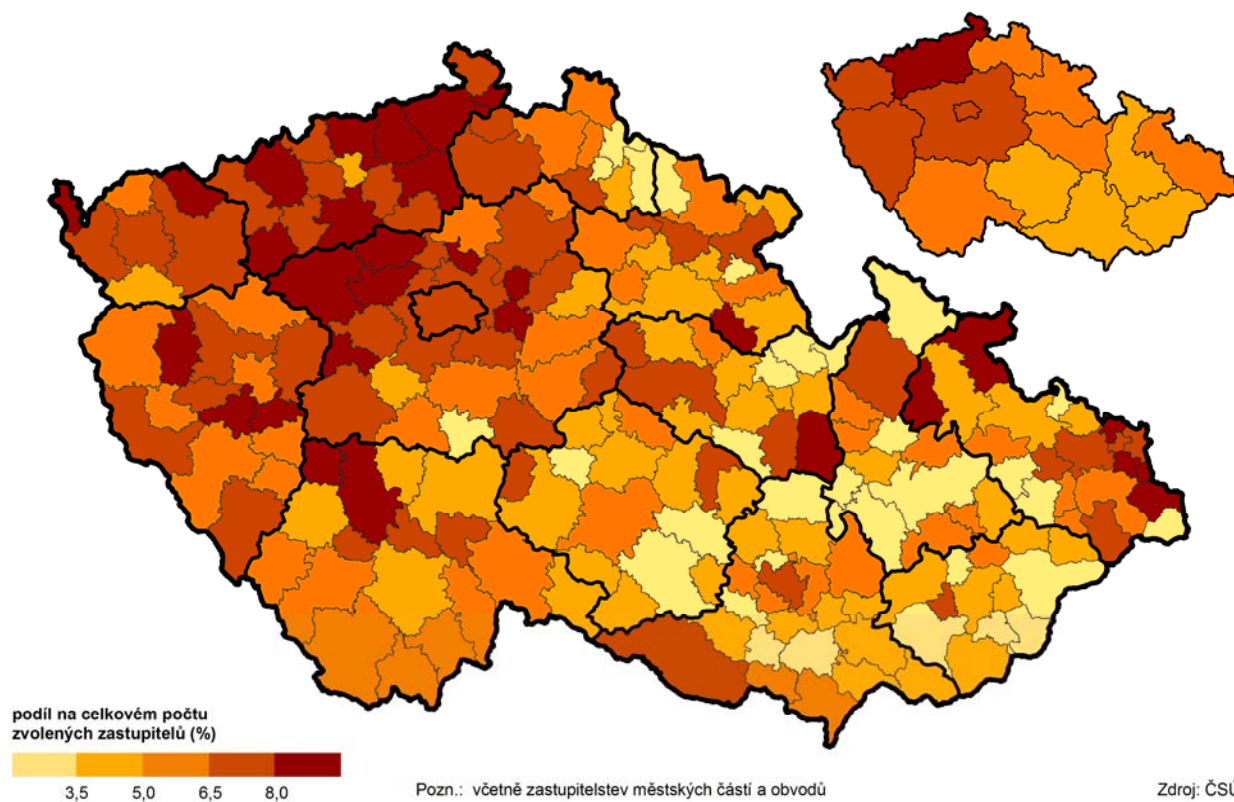 podíl na celkovém počtu
zvolených zastupitelů (%)
3,5 5,0 6,5 8,0
Pozn.: včetně zastupitelstev městských částí a obvodů
Zdroj: ČSÚ